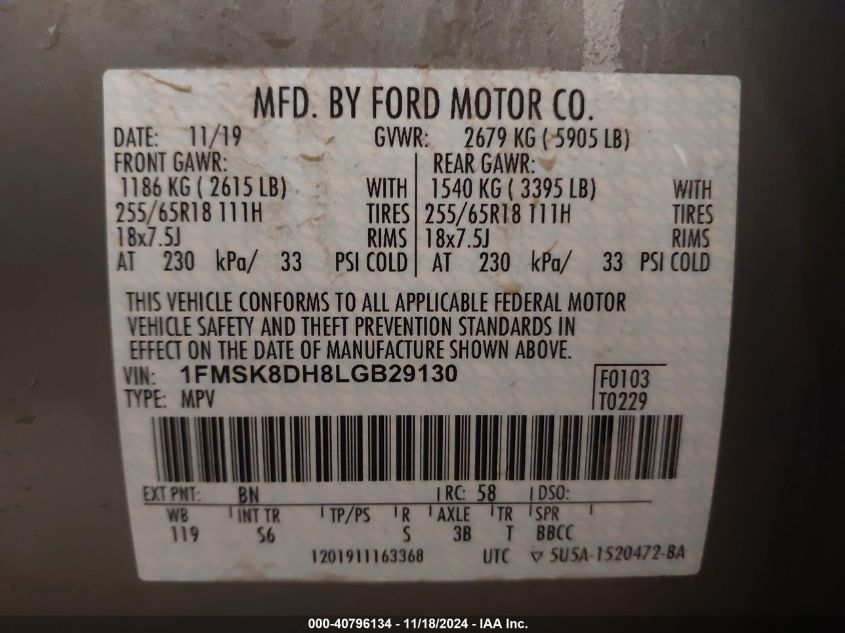 MFD. BY FORD MOTOR CO.
DATE: 11/19 GVWR: 2679 KG ( 5905 LB)
FRONT GAWR: REAR GAWR:
1186 KG ( 2615 LB) WITH 1540 KG ( 3395 LB) WITH
255/65R18 111H TIRES 255/65R18 111H TIRES
18x7.5J RIMS 18x7.5J RIMS
AT 230 kPa/ 33 PSI COLD AT 230 kPa/ 33 PSI COLD
THIS VEHICLE CONFORMS TO ALL APPLICABLE FEDERAL MOTOR
VEHICLE SAFETY AND THEFT PREVENTION STANDARDS IN
EFFECT ON THE DATE OF MANUFACTURE SHOWN ABOVE.
VIN: 1FMSK8DH8LGB29130 F0103
TYPE: MPV T0229
EXT PNT: BN RC: 58 DSO:
WB INT TR TP/PS R AXLE TR SPR
119 S6 S 3B T BBCC
1201911163368 UTC ▽ 5U5A-1520472-BA
000-40796134 - 11/18/2024 - IAA Inc.